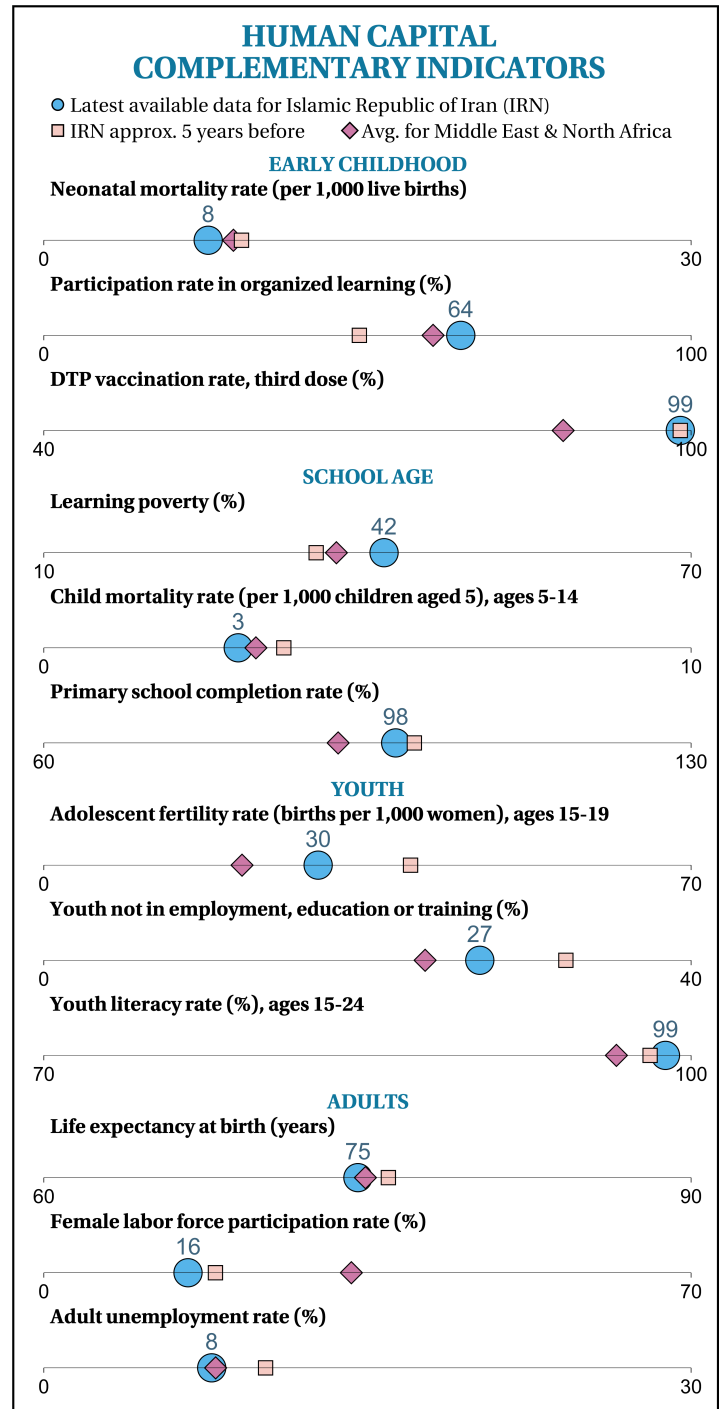 HUMAN CAPITAL
COMPLEMENTARY INDICATORS
Latest available data for Islamic Republic of Iran (IRN)
IRN approx. 5 years before Avg. for Middle East & North Africa
EARLY CHILDHOOD
Neonatal mortality rate (per 1,000 live births)
8
0 30
Participation rate in organized learning (%)
64
0 100
DTP vaccination rate, third dose (%)
99
40 100
SCHOOL AGE
Learning poverty (%)
42
10 70
Child mortality rate (per 1,000 children aged 5), ages 5-14
3
0 10
Primary school completion rate (%)
98
60 130
YOUTH
Adolescent fertility rate (births per 1,000 women), ages 15-19
30
0 70
Youth not in employment, education or training (%)
27
0 40
Youth literacy rate (%), ages 15-24
99
70 100
ADULTS
Life expectancy at birth (years)
75
60 90
Female labor force participation rate (%)
16
0 70
Adult unemployment rate (%)
8
0 30